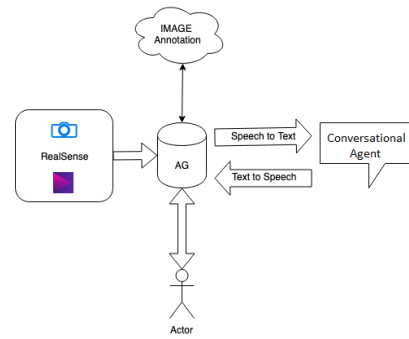 IMAGE
Annotation
RealSense
AG
Speech to Text
Text to Speech
Conversational
Agent
Actor